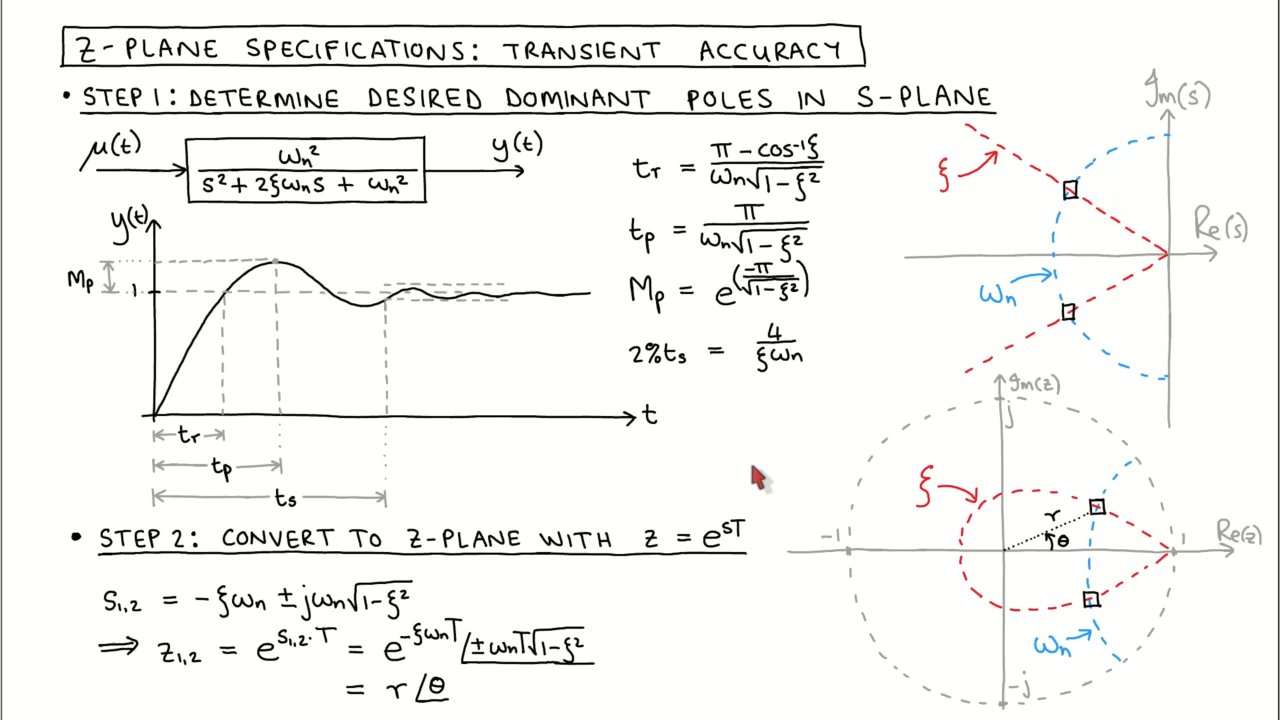 Z-PLANE SPECIFICATIONS: TRANSIENT ACCURACY
• STEP 1: DETERMINE DESIRED DOMINANT POLES IN S-PLANE
μ(t)
ωn²
s² + 2ξωns + ωn²
y(t)
y(t)
Mp
1
t
tr
tp
ts
tr = π - cos⁻¹ξ / ωn√1-ξ²
tp = π / ωn√1-ξ²
Mp = e^(-π/√1-ξ²)
2%ts = 4 / ξωn
Im(s)
Re(s)
ξ
ωn
Im(z)
j
ξ
r
θ
-1
1
Re(z)
ωn
-j
• STEP 2: CONVERT TO Z-PLANE WITH z = e^sT
S1,2 = -ξωn ± jωn√1-ξ²
⟹ Z1,2 = e^S1,2·T = e^-ξωnT ∠±ωnT√1-ξ²
= r∠θ